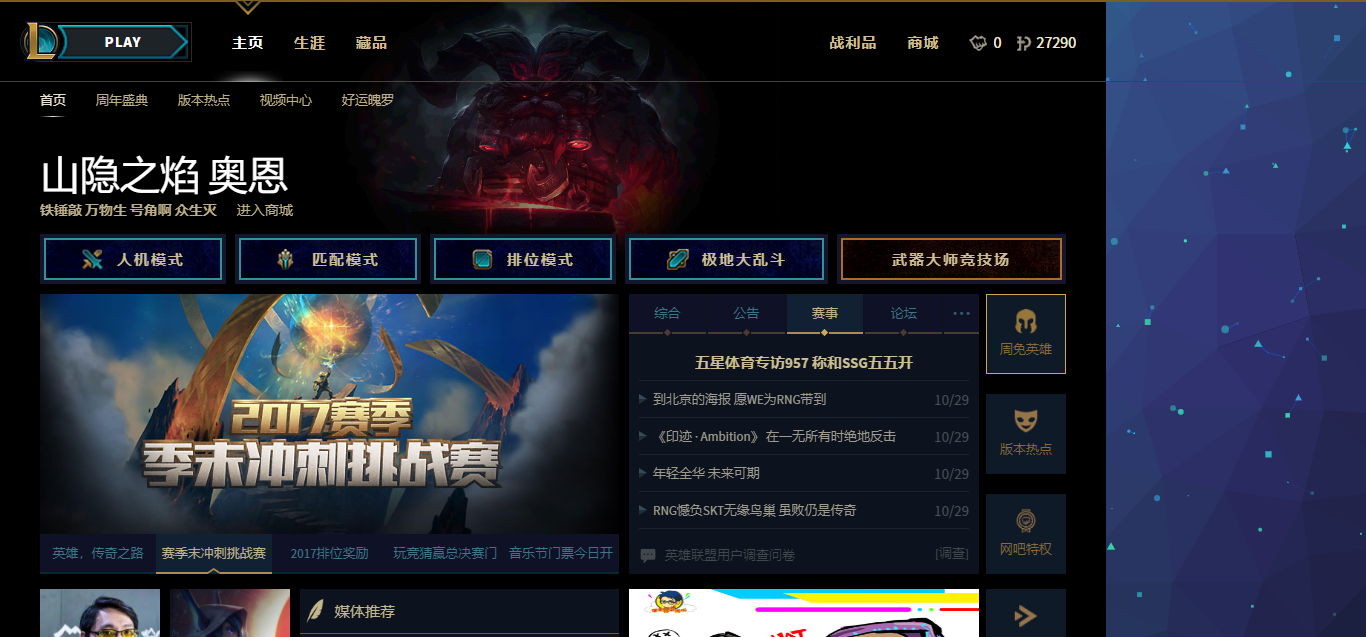 PLAY 主页 生涯 藏品 战利品 商城 0 27290
首页 周年盛典 版本热点 视频中心 好运魄罗
山隐之焰 奥恩
铁锤敲 万物生 号角啊 众生灭 进入商城
人机模式 匹配模式 排位模式 极地大乱斗 武器大师竞技场
2017赛季
季末冲刺挑战赛
英雄，传奇之路 赛季末冲刺挑战赛 2017排位奖励 玩竞猜赢总决赛门 音乐节门票今日开
综合 公告 赛事 论坛 ···
五星体育专访957 称和SSG五五开
到北京的海报 愿WE为RNG带到 10/29
《印迹·Ambition》 在一无所有时绝地反击 10/29
年轻全华 未来可期 10/29
RNG憾负SKT无缘鸟巢 虽败仍是传奇 10/29
英雄联盟用户调查问卷 [调查]
周免英雄
版本热点
网吧特权
媒体推荐